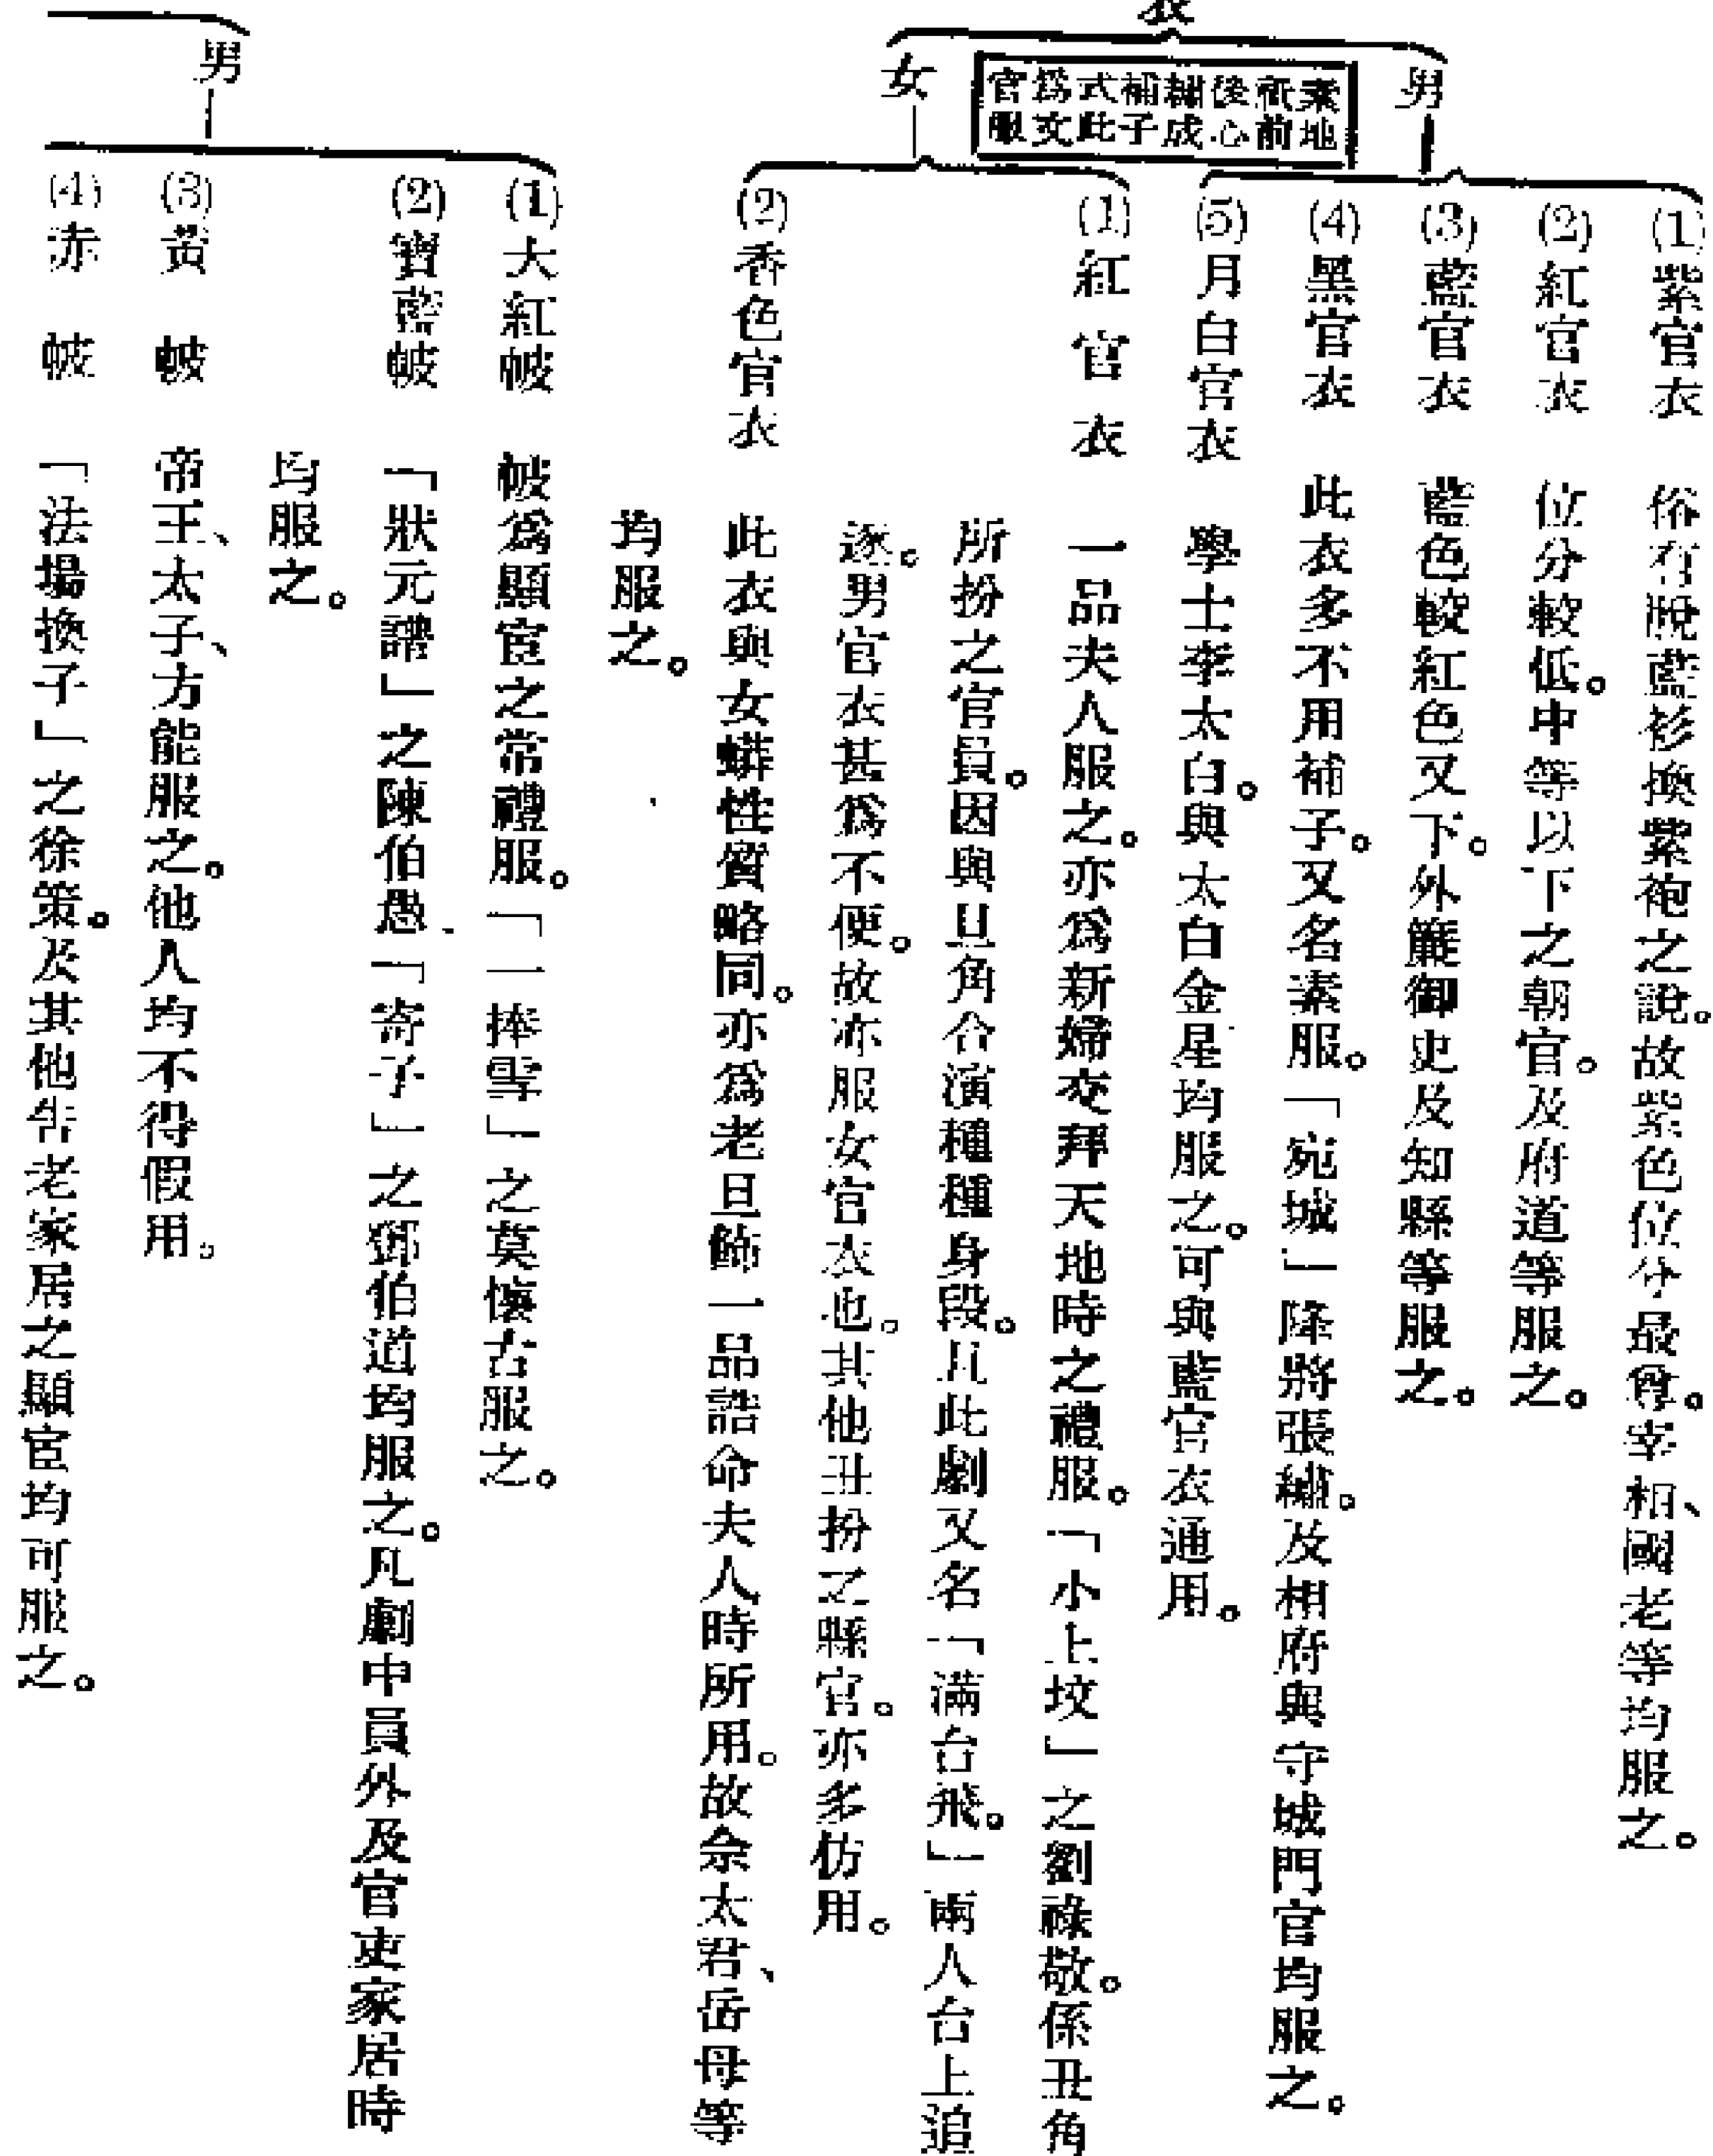 衣
男
素地
祇前
後心
繡成
補子
式此
爲文
官服
(1)紫官衣 俗有脫藍衫換紫袍之說。故紫色位分最尊。宰相、國老等均服之。
(2)紅官衣 位分較低。中等以下之朝官。及府道等服之。
(3)藍官衣 藍色較紅色又下。外簾御史及知縣等服之。
(4)黑官衣 此衣多不用補子。又名素服。「宛城」降將張繡。及相府與守城門官均服之。
(5)月白官衣 學士李太白。與太白金星均服之。可與藍官衣通用。
女
(1)紅官衣 一品夫人服之。亦爲新婦交拜天地時之禮服。「小上坟」之劉祿敬。係丑角
所扮之官員。因與旦角合演種種身段。且此劇又名「滿台飛。」兩人台上追
逐。男官衣甚爲不便。故亦服女官衣也。其他丑扮之縣官。亦多仿用。
(2)香色官衣 此衣與女蟒性質略同。亦爲老旦飾一品誥命夫人時所用。故佘太君、岳母等
均服之。
男
(1)大紅帔 帔爲顯宦之常禮服。「一捧雪」之莫懷古服之。
(2)寶藍帔 「狀元譜」之陳伯愚「寄子」之鄧伯道均服之。凡劇中員外及官吏家居時
均服之。
(3)黃帔 帝王、太子、方能服之。他人均不得假用。
(4)赤帔 「法場換子」之徐策。及其他告老家居之顯宦均可服之。